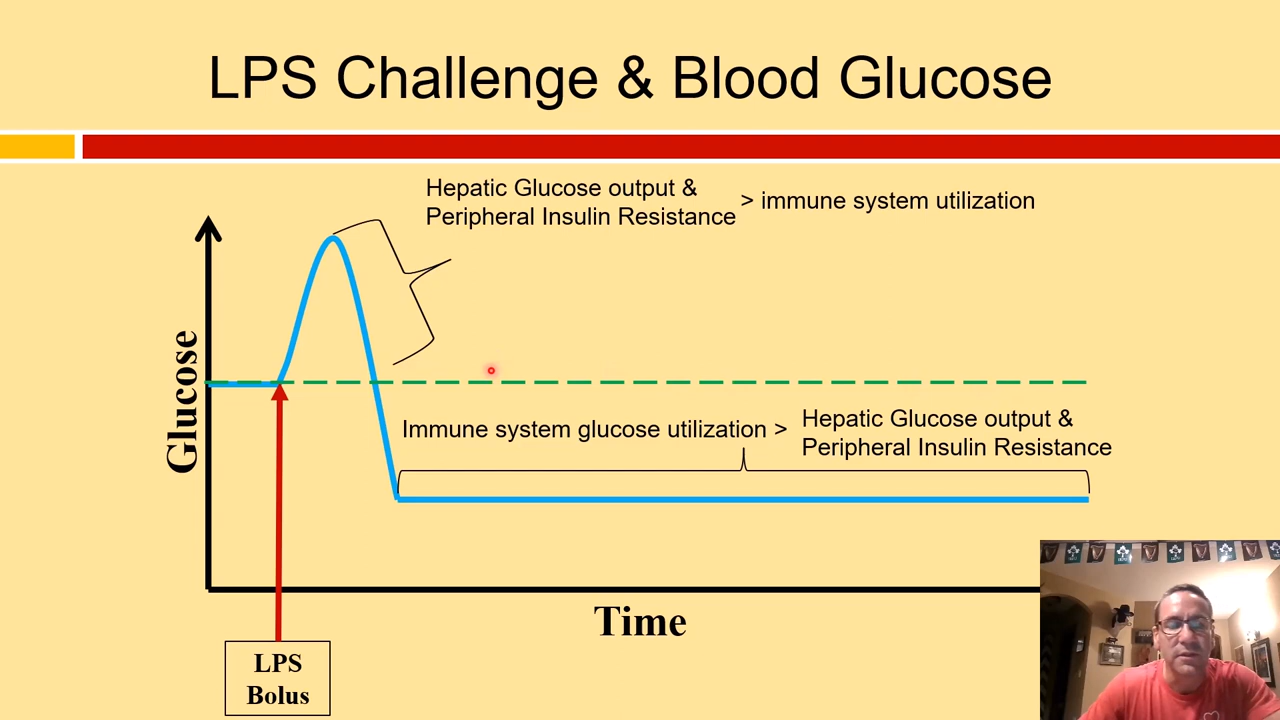 LPS Challenge & Blood Glucose
Hepatic Glucose output &
Peripheral Insulin Resistance
> immune system utilization
Glucose
Immune system glucose utilization >
Hepatic Glucose output &
Peripheral Insulin Resistance
Time
LPS
Bolus